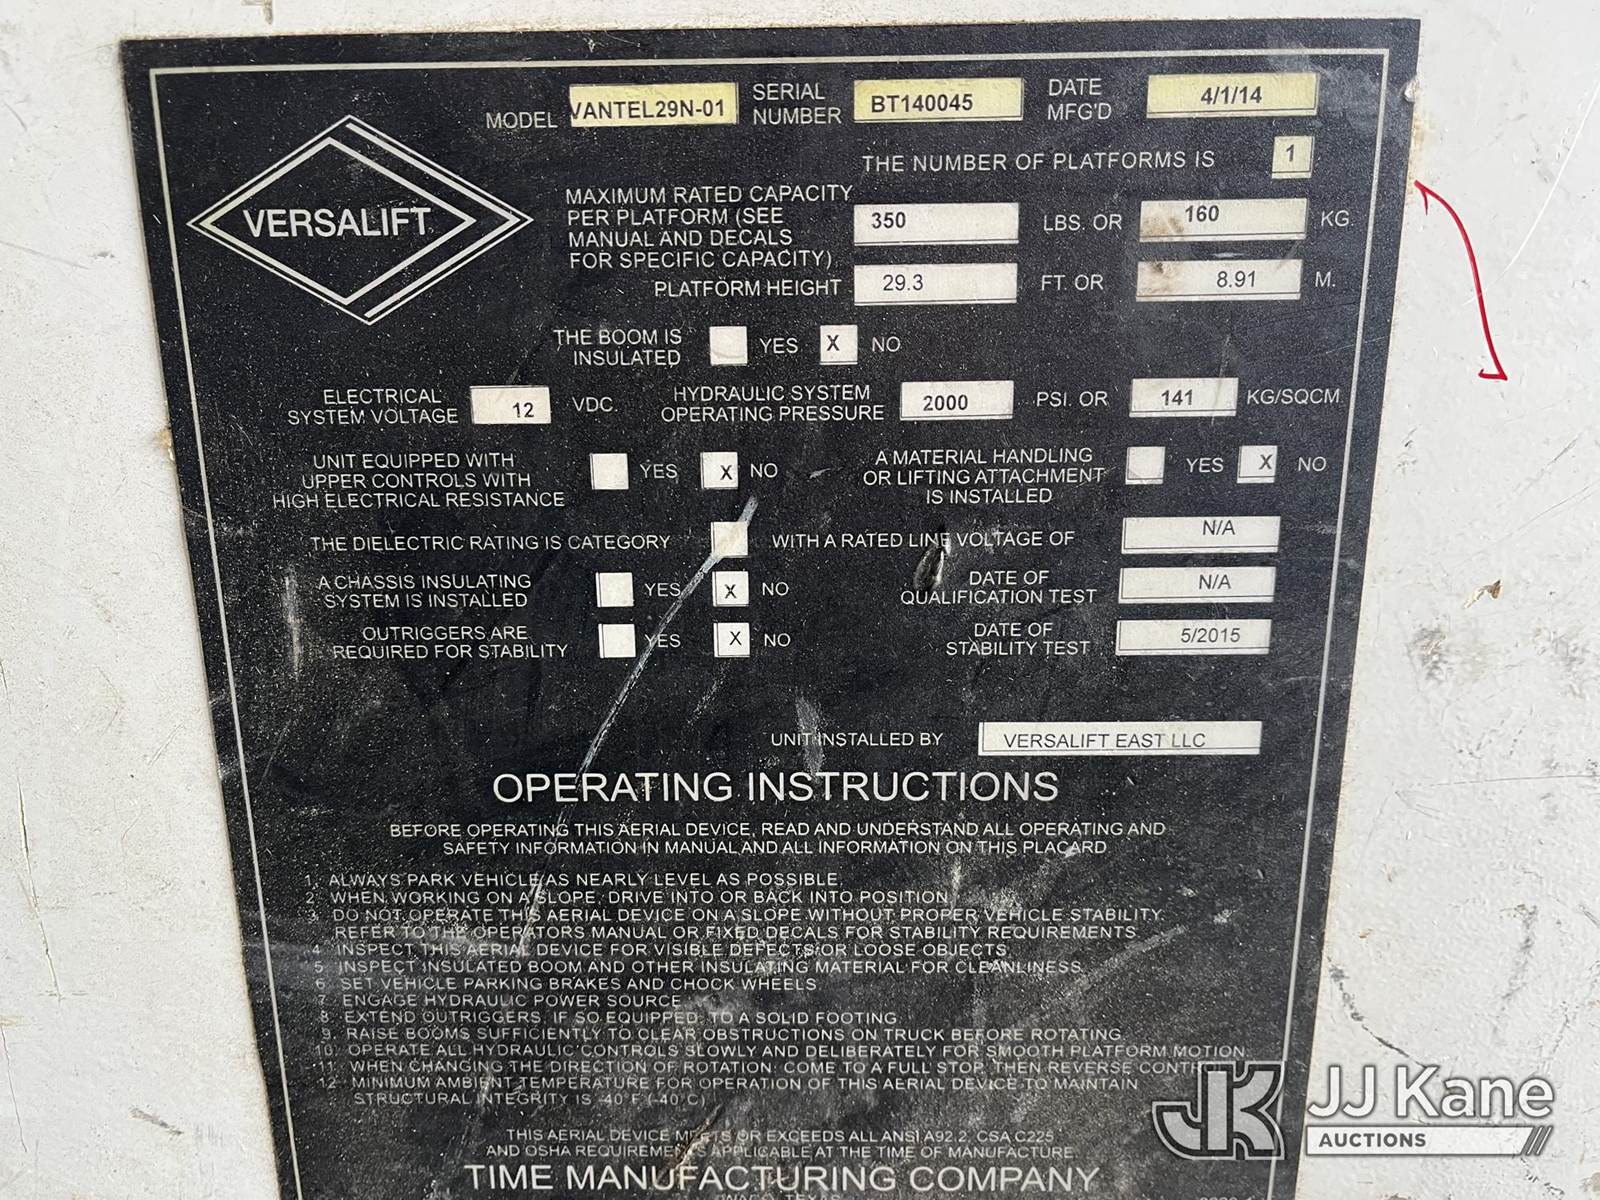 MODEL VANTEL29N-01 SERIAL NUMBER BT140045 DATE MFG'D 4/1/14
THE NUMBER OF PLATFORMS IS 1
VERSALIFT
MAXIMUM RATED CAPACITY
PER PLATFORM (SEE
MANUAL AND DECALS
FOR SPECIFIC CAPACITY) 350 LBS. OR 160 KG.
PLATFORM HEIGHT 29.3 FT. OR 8.91 M.
THE BOOM IS
INSULATED YES X NO
ELECTRICAL
SYSTEM VOLTAGE 12 VDC.
HYDRAULIC SYSTEM
OPERATING PRESSURE 2000 PSI. OR 141 KG/SQCM.
UNIT EQUIPPED WITH
UPPER CONTROLS WITH
HIGH ELECTRICAL RESISTANCE YES X NO
A MATERIAL HANDLING
OR LIFTING ATTACHMENT
IS INSTALLED YES X NO
THE DIELECTRIC RATING IS CATEGORY WITH A RATED LINE VOLTAGE OF N/A
A CHASSIS INSULATING
SYSTEM IS INSTALLED YES X NO
DATE OF
QUALIFICATION TEST N/A
OUTRIGGERS ARE
REQUIRED FOR STABILITY YES X NO
DATE OF
STABILITY TEST 5/2015
UNIT INSTALLED BY VERSALIFT EAST LLC
OPERATING INSTRUCTIONS
BEFORE OPERATING THIS AERIAL DEVICE, READ AND UNDERSTAND ALL OPERATING AND
SAFETY INFORMATION IN MANUAL AND ALL INFORMATION ON THIS PLACARD
1. ALWAYS PARK VEHICLE AS NEARLY LEVEL AS POSSIBLE.
2. WHEN WORKING ON A SLOPE, DRIVE INTO OR BACK INTO POSITION.
3. DO NOT OPERATE THIS AERIAL DEVICE ON A SLOPE WITHOUT PROPER VEHICLE STABILITY.
REFER TO THE OPERATORS MANUAL OR FIXED DECALS FOR STABILITY REQUIREMENTS.
4. INSPECT THIS AERIAL DEVICE FOR VISIBLE DEFECTS OR LOOSE OBJECTS.
5. INSPECT INSULATED BOOM AND OTHER INSULATING MATERIAL FOR CLEANLINESS.
6. SET VEHICLE PARKING BRAKES AND CHOCK WHEELS.
7. ENGAGE HYDRAULIC POWER SOURCE.
8. EXTEND OUTRIGGERS, IF SO EQUIPPED, TO A SOLID FOOTING.
9. RAISE BOOMS SUFFICIENTLY TO CLEAR OBSTRUCTIONS ON TRUCK BEFORE ROTATING.
10. OPERATE ALL HYDRAULIC CONTROLS SLOWLY AND DELIBERATELY FOR SMOOTH PLATFORM MOTION.
11. WHEN CHANGING THE DIRECTION OF ROTATION, COME TO A FULL STOP, THEN REVERSE
12. MINIMUM AMBIENT TEMPERATURE FOR OPERATION OF THIS AERIAL DEVICE TO MAINTAIN
STRUCTURAL INTEGRITY IS -40°F (-40°C)
THIS AERIAL DEVICE MEETS OR EXCEEDS ALL ANSI A92.2, CSA C225
AND OSHA REQUIREMENTS APPLICABLE AT THE TIME OF MANUFACTURE.
TIME MANUFACTURING COMPANY
JK JJ Kane
AUCTIONS